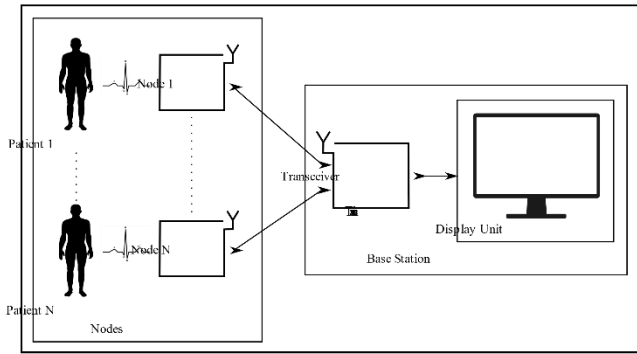 Node 1
Patient 1
Transceiver
Node N
Display Unit
Base Station
Patient N
Nodes